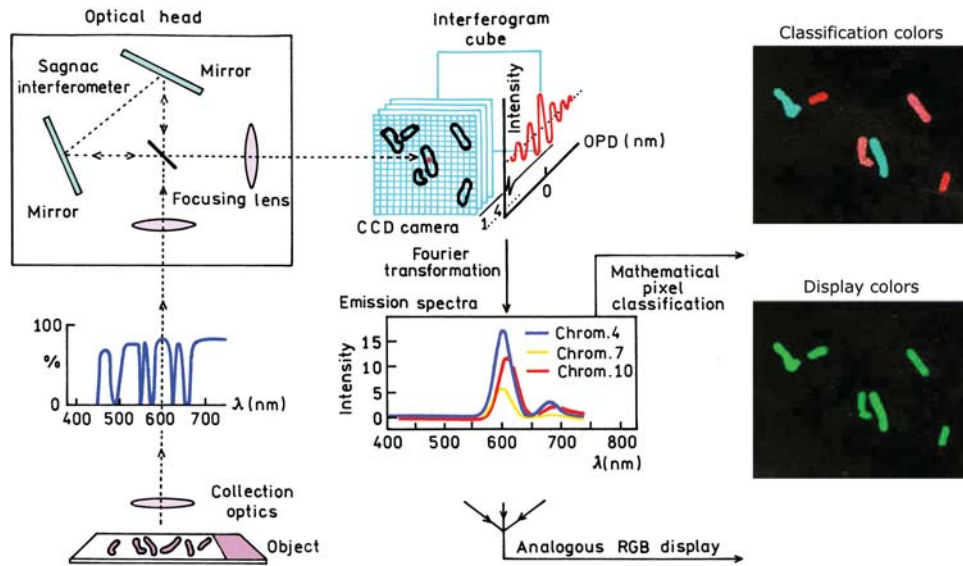 Optical head
Sagnac
interferometer
Mirror
Mirror
Focusing lens
Interferogram
cube
Intensity
OPD (nm)
0
1 4
CCD camera
Fourier
transformation
Mathematical
pixel
classification
Classification colors
Display colors
Emission spectra
Intensity
15
10
5
0
Chrom.4
Chrom.7
Chrom.10
400
500
600
700
800
λ(nm)
100
%
0
400
500
600
700
λ(nm)
Collection
optics
Object
Analogous RGB display